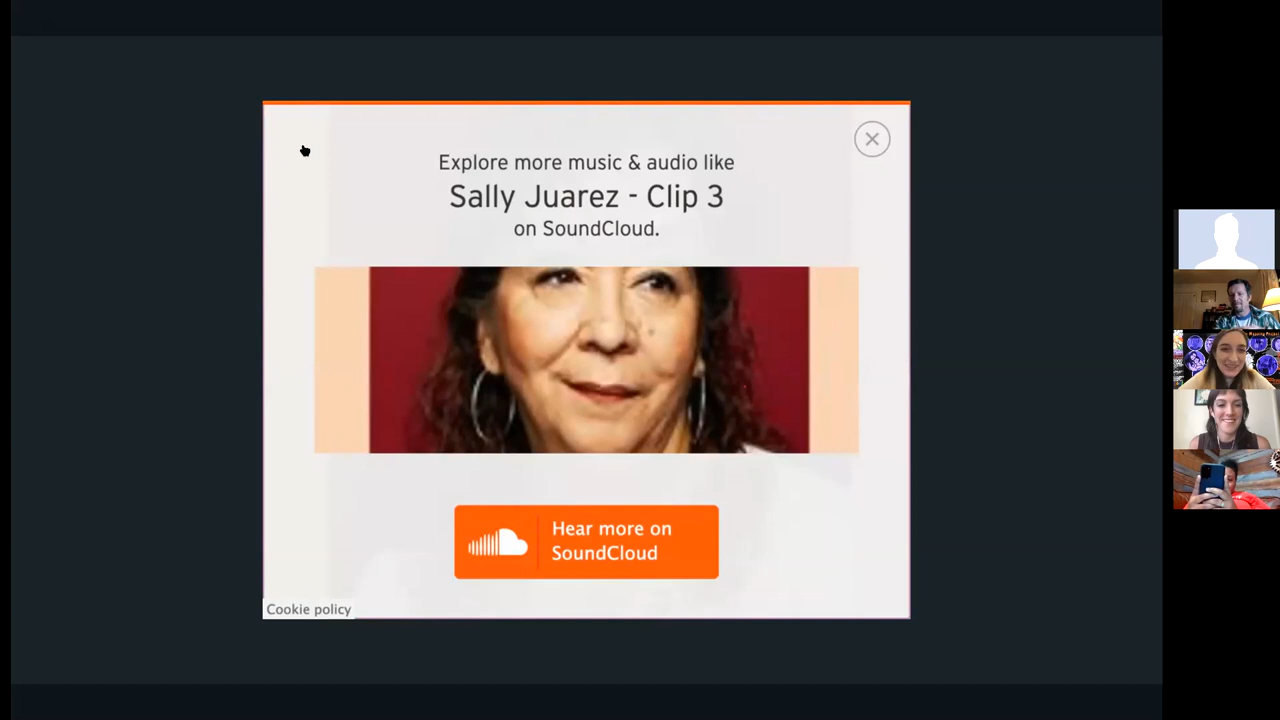 Explore more music & audio like
Sally Juarez - Clip 3
on SoundCloud.
Hear more on
SoundCloud
Cookie policy